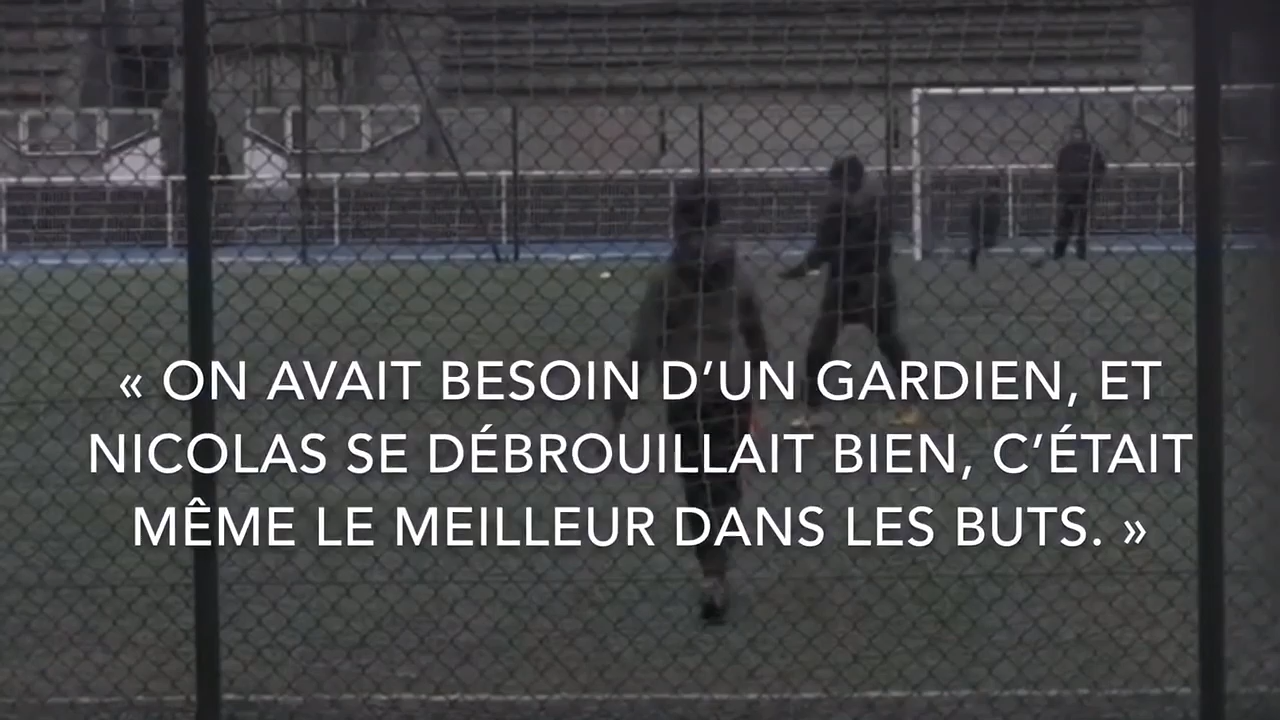 « ON AVAIT BESOIN D’UN GARDIEN, ET
NICOLAS SE DÉBROUILLAIT BIEN, C’ÉTAIT
MÊME LE MEILLEUR DANS LES BUTS. »